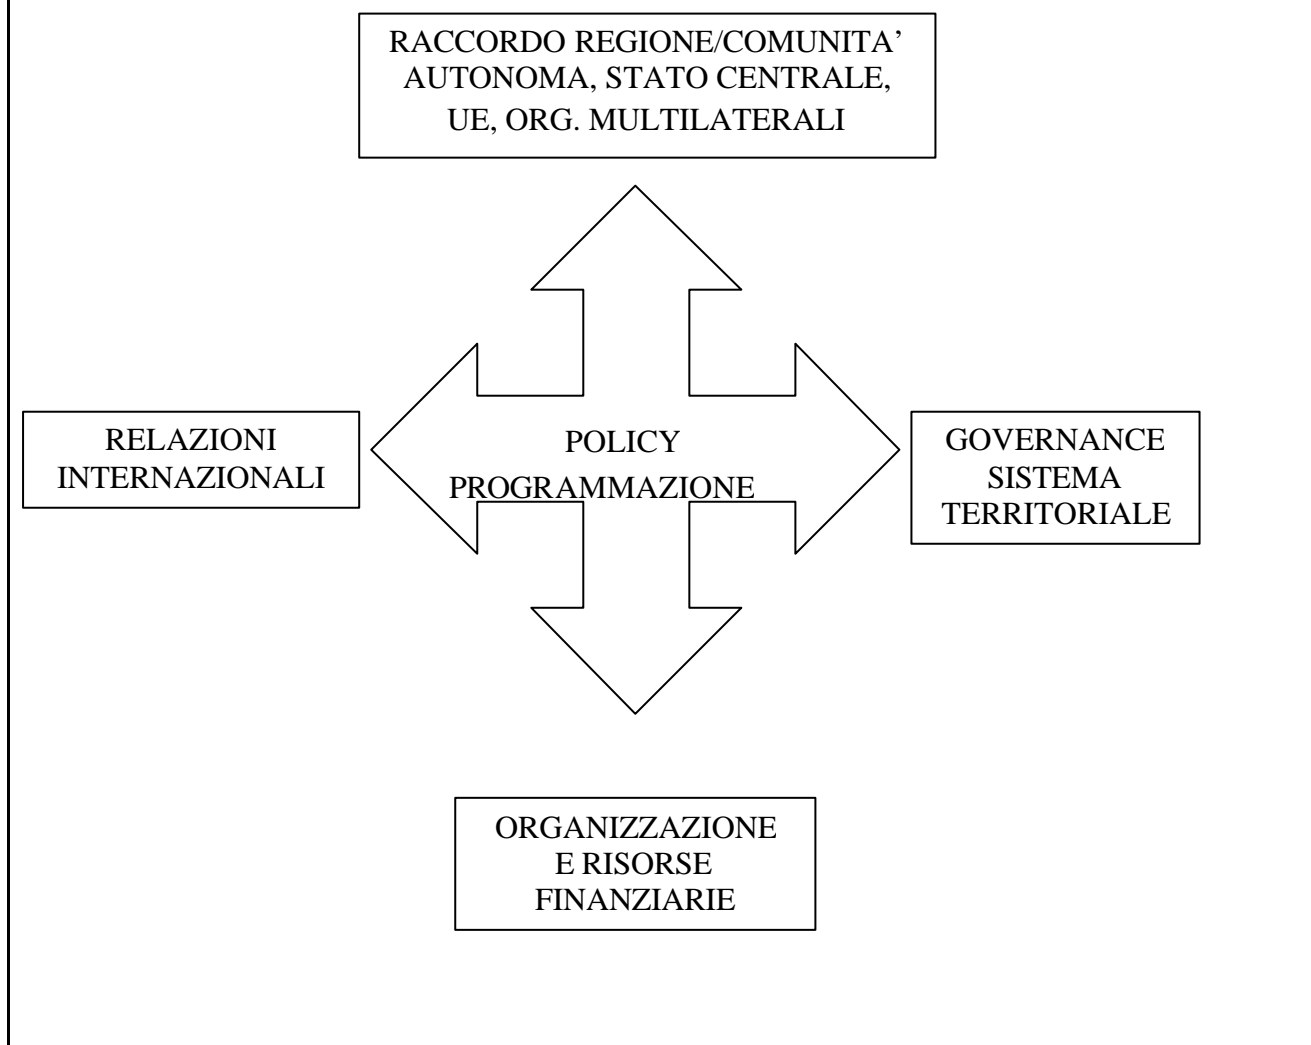 RACCORDO REGIONE/COMUNITA’
AUTONOMA, STATO CENTRALE,
UE, ORG. MULTILATERALI
RELAZIONI
INTERNAZIONALI
POLICY
PROGRAMMAZIONE
GOVERNANCE
SISTEMA
TERRITORIALE
ORGANIZZAZIONE
E RISORSE
FINANZIARIE